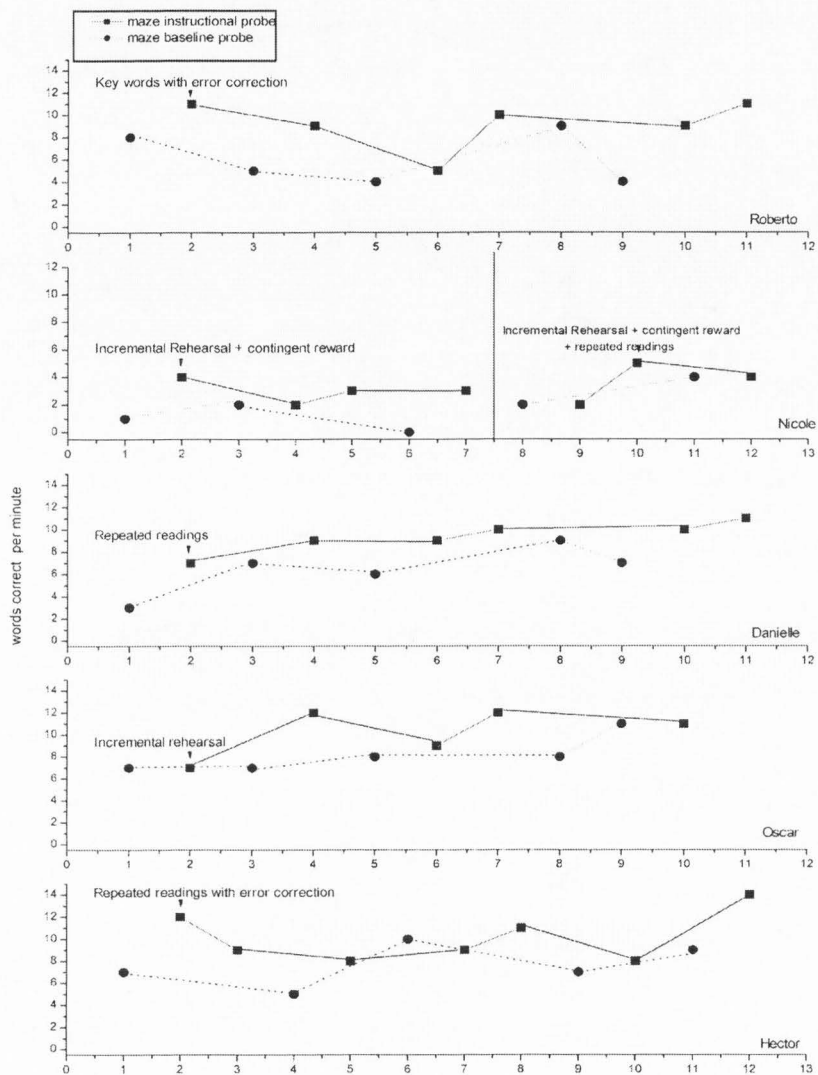 maze instructional probe
maze baseline probe
Key words with error correction
14
12
10
8
6
4
2
0
Roberto
0 1 2 3 4 5 6 7 8 9 10 11 12
Incremental Rehearsal + contingent reward
Incremental Rehearsal + contingent reward
+ repeated readings
12
10
8
6
4
2
0
Nicole
1 2 3 4 5 6 7 8 9 10 11 12 13
words correct per minute
Repeated readings
14
12
10
8
6
4
2
0
Danielle
0 1 2 3 4 5 6 7 8 9 10 11 12
Incremental rehearsal
14
12
10
8
6
4
2
0
Oscar
0 1 2 3 4 5 6 7 8 9 10 11 12
Repeated readings with error correction
14
12
10
8
6
4
2
0
Hector
0 1 2 3 4 5 6 7 8 9 10 11 12 13